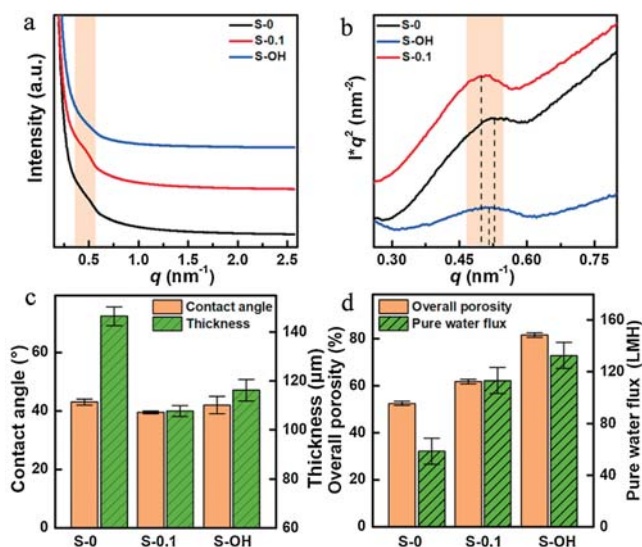 a
S-0
S-0.1
S-OH
Intensity (a.u.)
0.5 1.0 1.5 2.0 2.5
q (nm⁻¹)
b
S-0
S-OH
S-0.1
I*q² (nm⁻²)
0.30 0.45 0.60 0.75
q (nm⁻¹)
c
Contact angle
Thickness
Contact angle (°)
60
40
20
0
Thickness (μm)
140
120
100
80
60
S-0 S-0.1 S-OH
d
Overall porosity
Pure water flux
Overall porosity (%)
80
60
40
20
0
Pure water flux (LMH)
160
120
80
40
0
S-0 S-0.1 S-OH